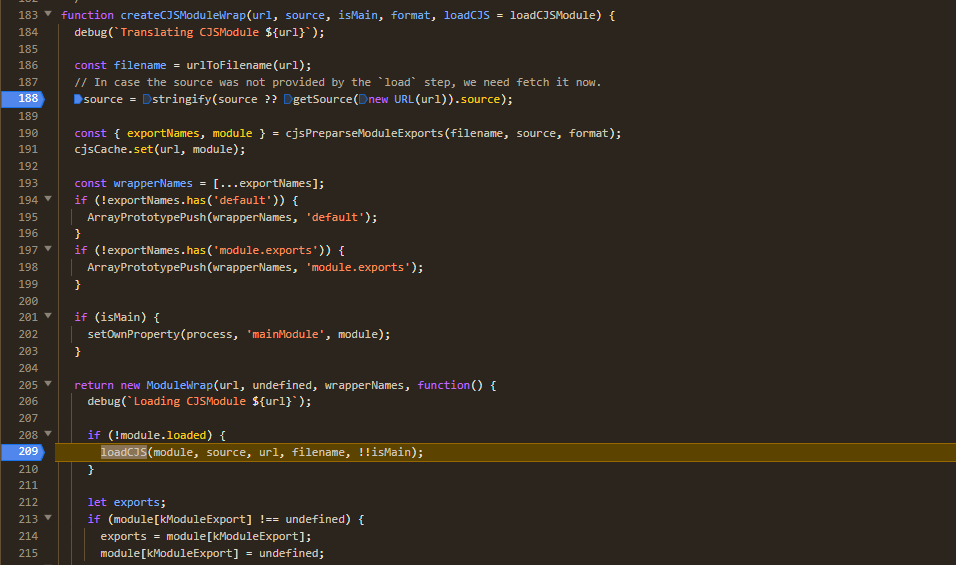 183 function createCJSModuleWrap(url, source, isMain, format, loadCJS = loadCJSModule) {
184 debug(`Translating CJSModule ${url}`);
185
186 const filename = urlToFilename(url);
187 // In case the source was not provided by the `load` step, we need fetch it now.
188 source = stringify(source ?? getSource(new URL(url)).source);
189
190 const { exportNames, module } = cjsPreparseModuleExports(filename, source, format);
191 cjsCache.set(url, module);
192
193 const wrapperNames = [...exportNames];
194 if (!exportNames.has('default')) {
195 ArrayPrototypePush(wrapperNames, 'default');
196 }
197 if (!exportNames.has('module.exports')) {
198 ArrayPrototypePush(wrapperNames, 'module.exports');
199 }
200
201 if (isMain) {
202 setOwnProperty(process, 'mainModule', module);
203 }
204
205 return new ModuleWrap(url, undefined, wrapperNames, function() {
206 debug(`Loading CJSModule ${url}`);
207
208 if (!module.loaded) {
209 loadCJS(module, source, url, filename, !!isMain);
210 }
211
212 let exports;
213 if (module[kModuleExport] !== undefined) {
214 exports = module[kModuleExport];
215 module[kModuleExport] = undefined;